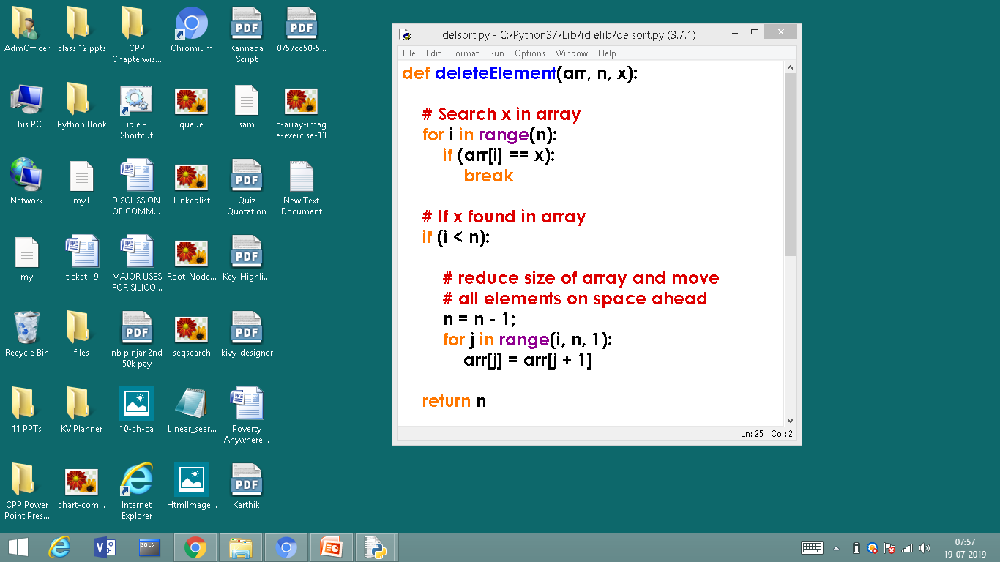 AdmOfficer
class 12 ppts
CPP
Chapterwis...
Chromium
Kannada
Script
0757cc50-5...
This PC
Python Book
idle -
Shortcut
queue
sam
c-array-imag
e-exercise-13
Network
my1
DISCUSSION
OF COMM...
Linkedlist
Quiz
Quotation
New Text
Document
my
ticket 19
MAJOR USES
FOR SILICO...
Root-Node...
Key-Highli...
Recycle Bin
files
nb pinjar 2nd
50k pay
seqsearch
kivy-designer
11 PPTs
KV Planner
10-ch-ca
Linear_sear...
Poverty
Anywhere...
CPP Power
Point Pres...
chart-com...
Internet
Explorer
HtmlImage...
Karthik
PDF
PDF
PDF
PDF
PDF
PDF
PDF
SQL>
delsort.py - C:/Python37/Lib/idlelib/delsort.py (3.7.1)
File Edit Format Run Options Window Help
def deleteElement(arr, n, x):
# Search x in array
for i in range(n):
if (arr[i] == x):
break
# If x found in array
if (i < n):
# reduce size of array and move
# all elements on space ahead
n = n - 1;
for j in range(i, n, 1):
arr[j] = arr[j + 1]
return n
Ln: 25 Col: 2
07:57
19-07-2019